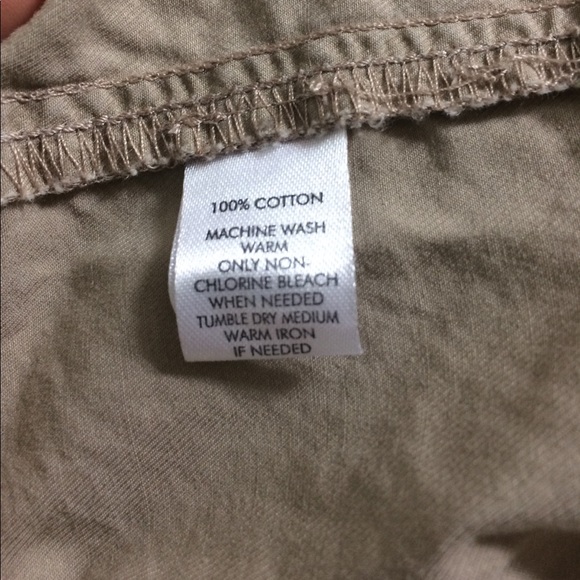 100% COTTON
MACHINE WASH
WARM
ONLY NON-
CHLORINE BLEACH
WHEN NEEDED
TUMBLE DRY MEDIUM
WARM IRON
IF NEEDED